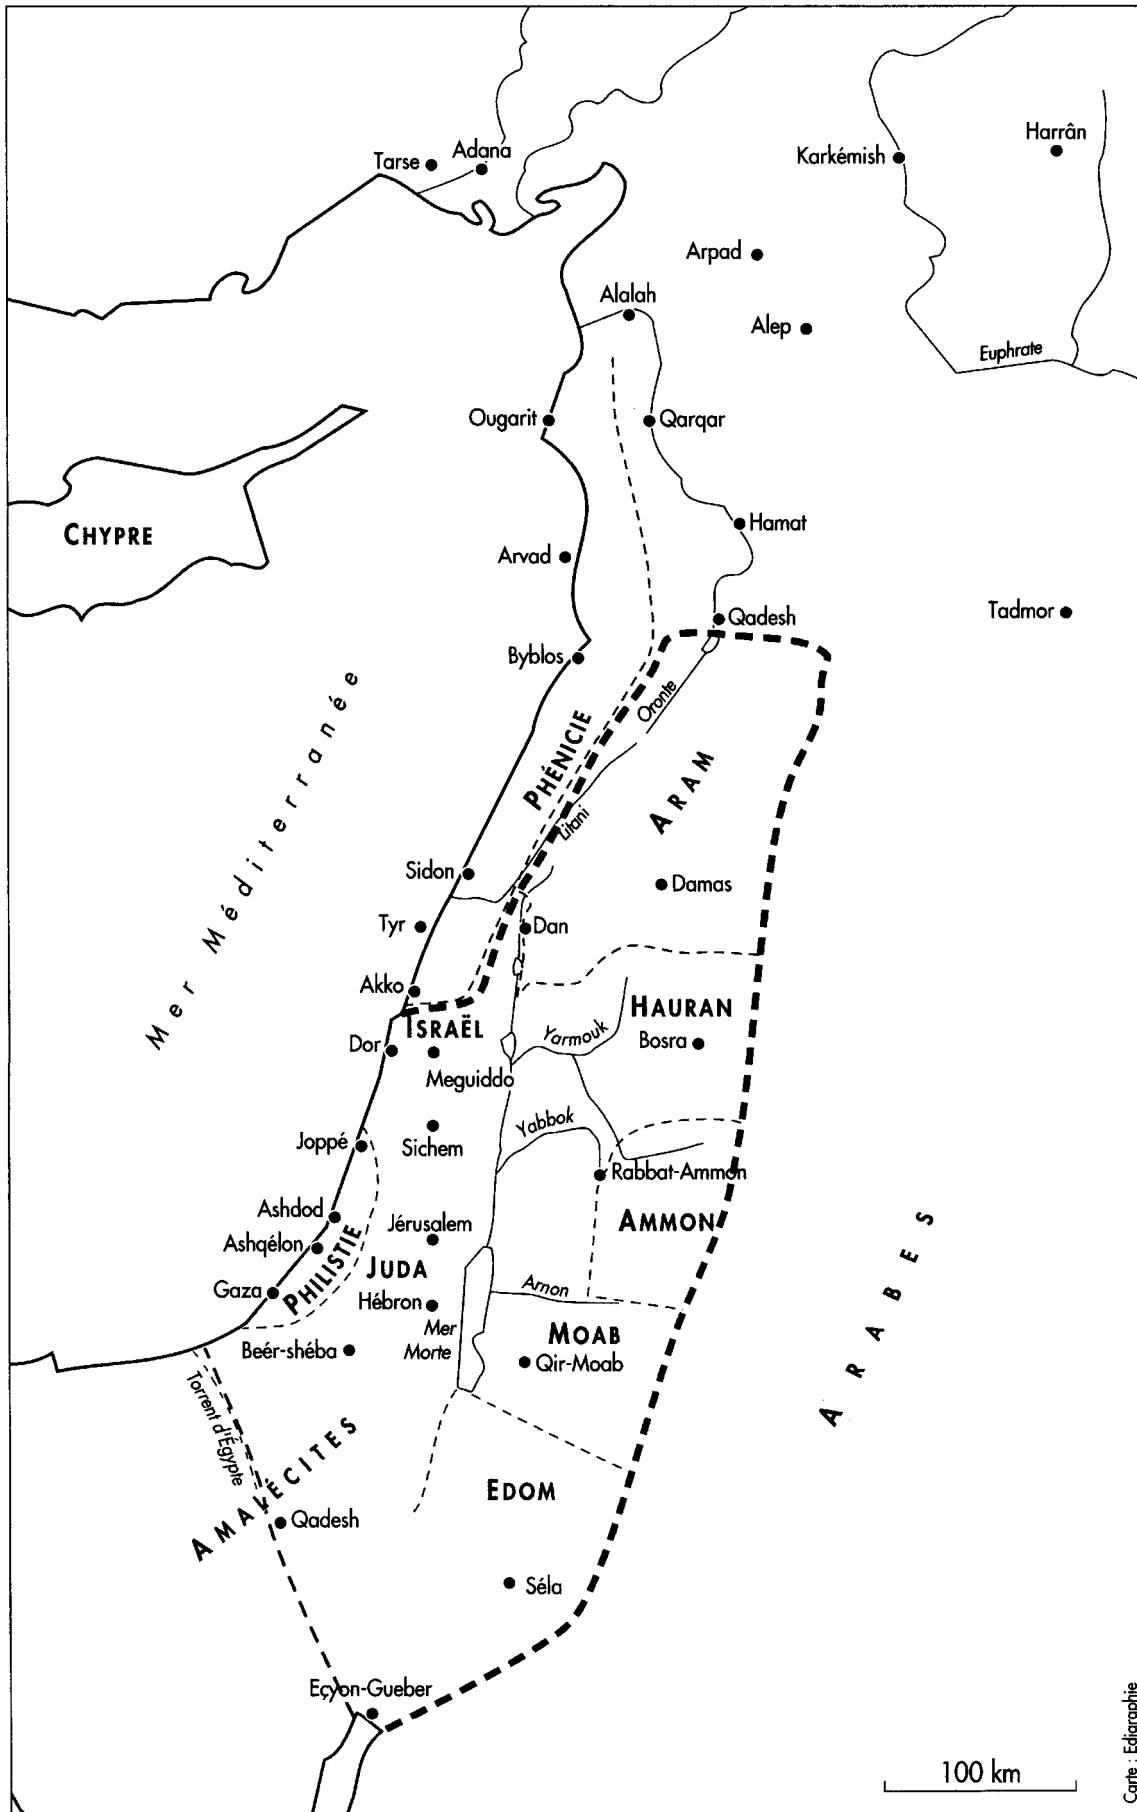 Tarse
Adana
Karkémish
Harrân
Arpad
Alalah
Alep
Euphrate
Ougarit
Qarqar
CHYPRE
Hamat
Arvad
Qadesh
Tadmor
Byblos
Oronte
Mer Méditerranée
PHÉNICIE
ARAM
Litani
Sidon
Damas
Tyr
Dan
Akko
HAURAN
ISRAËL
Yarmouk
Bosra
Dor
Meguiddo
Yabbok
Joppé
Sichem
Rabbat-Ammon
Ashdod
Jérusalem
AMMON
Ashqélon
PHILISTIE
JUDA
ARABES
Gaza
Hébron
Arnon
Mer
Morte
MOAB
Beér-shéba
Qir-Moab
Torrent d'Égypte
AMALÉCITES
EDOM
Qadesh
Séla
Eçyon-Gueber
100 km
Carte : Ediaraphie